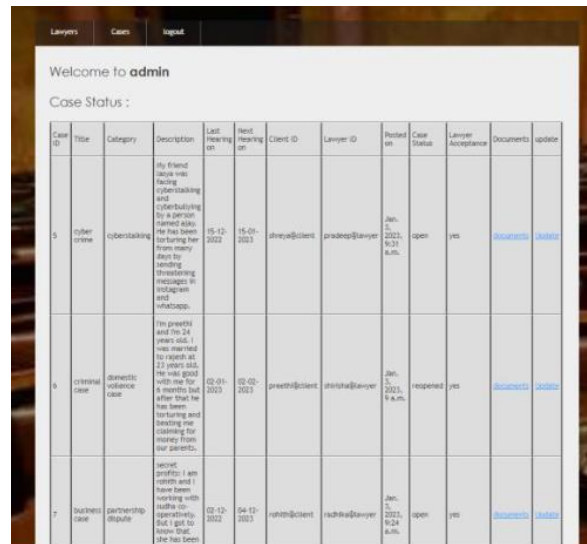 Lawyers Cases logout
Welcome to admin
Case Status :
Case ID Title Category Description Last Hearing on Next Hearing on Client ID Lawyer ID Posted on Case Status Lawyer Acceptance Documents update
5 cyber crime cyberstalking My friend lasya was facing cyberstalking and cyberbullying by a person named ajay. He has been torturing her from many days by sending threatening messages in instagram and whatsapp. 15-12-2022 15-01-2023 shreya@client pradeep@lawyer Jan. 3, 2023, 9:21 a.m. open yes documents Update
6 criminal case domestic voilance case I'm preethi and i'm 24 years old. I was married to rajesh at 23 years old. He was good with me for 6 months but after that he has been torturing and beating me claiming for money from our parents. 02-01-2023 02-02-2023 preethi@client shirisha@lawyer Jan. 3, 2023, 9 a.m. reopened yes documents Update
7 business case partnership dispute secret profits: I am rohith and I have been working with sudha co-operatively. But I got to know that she has been 02-12-2022 04-12-2023 rohith@client radhika@lawyer Jan. 3, 2023, 9:24 a.m. open yes documents Update